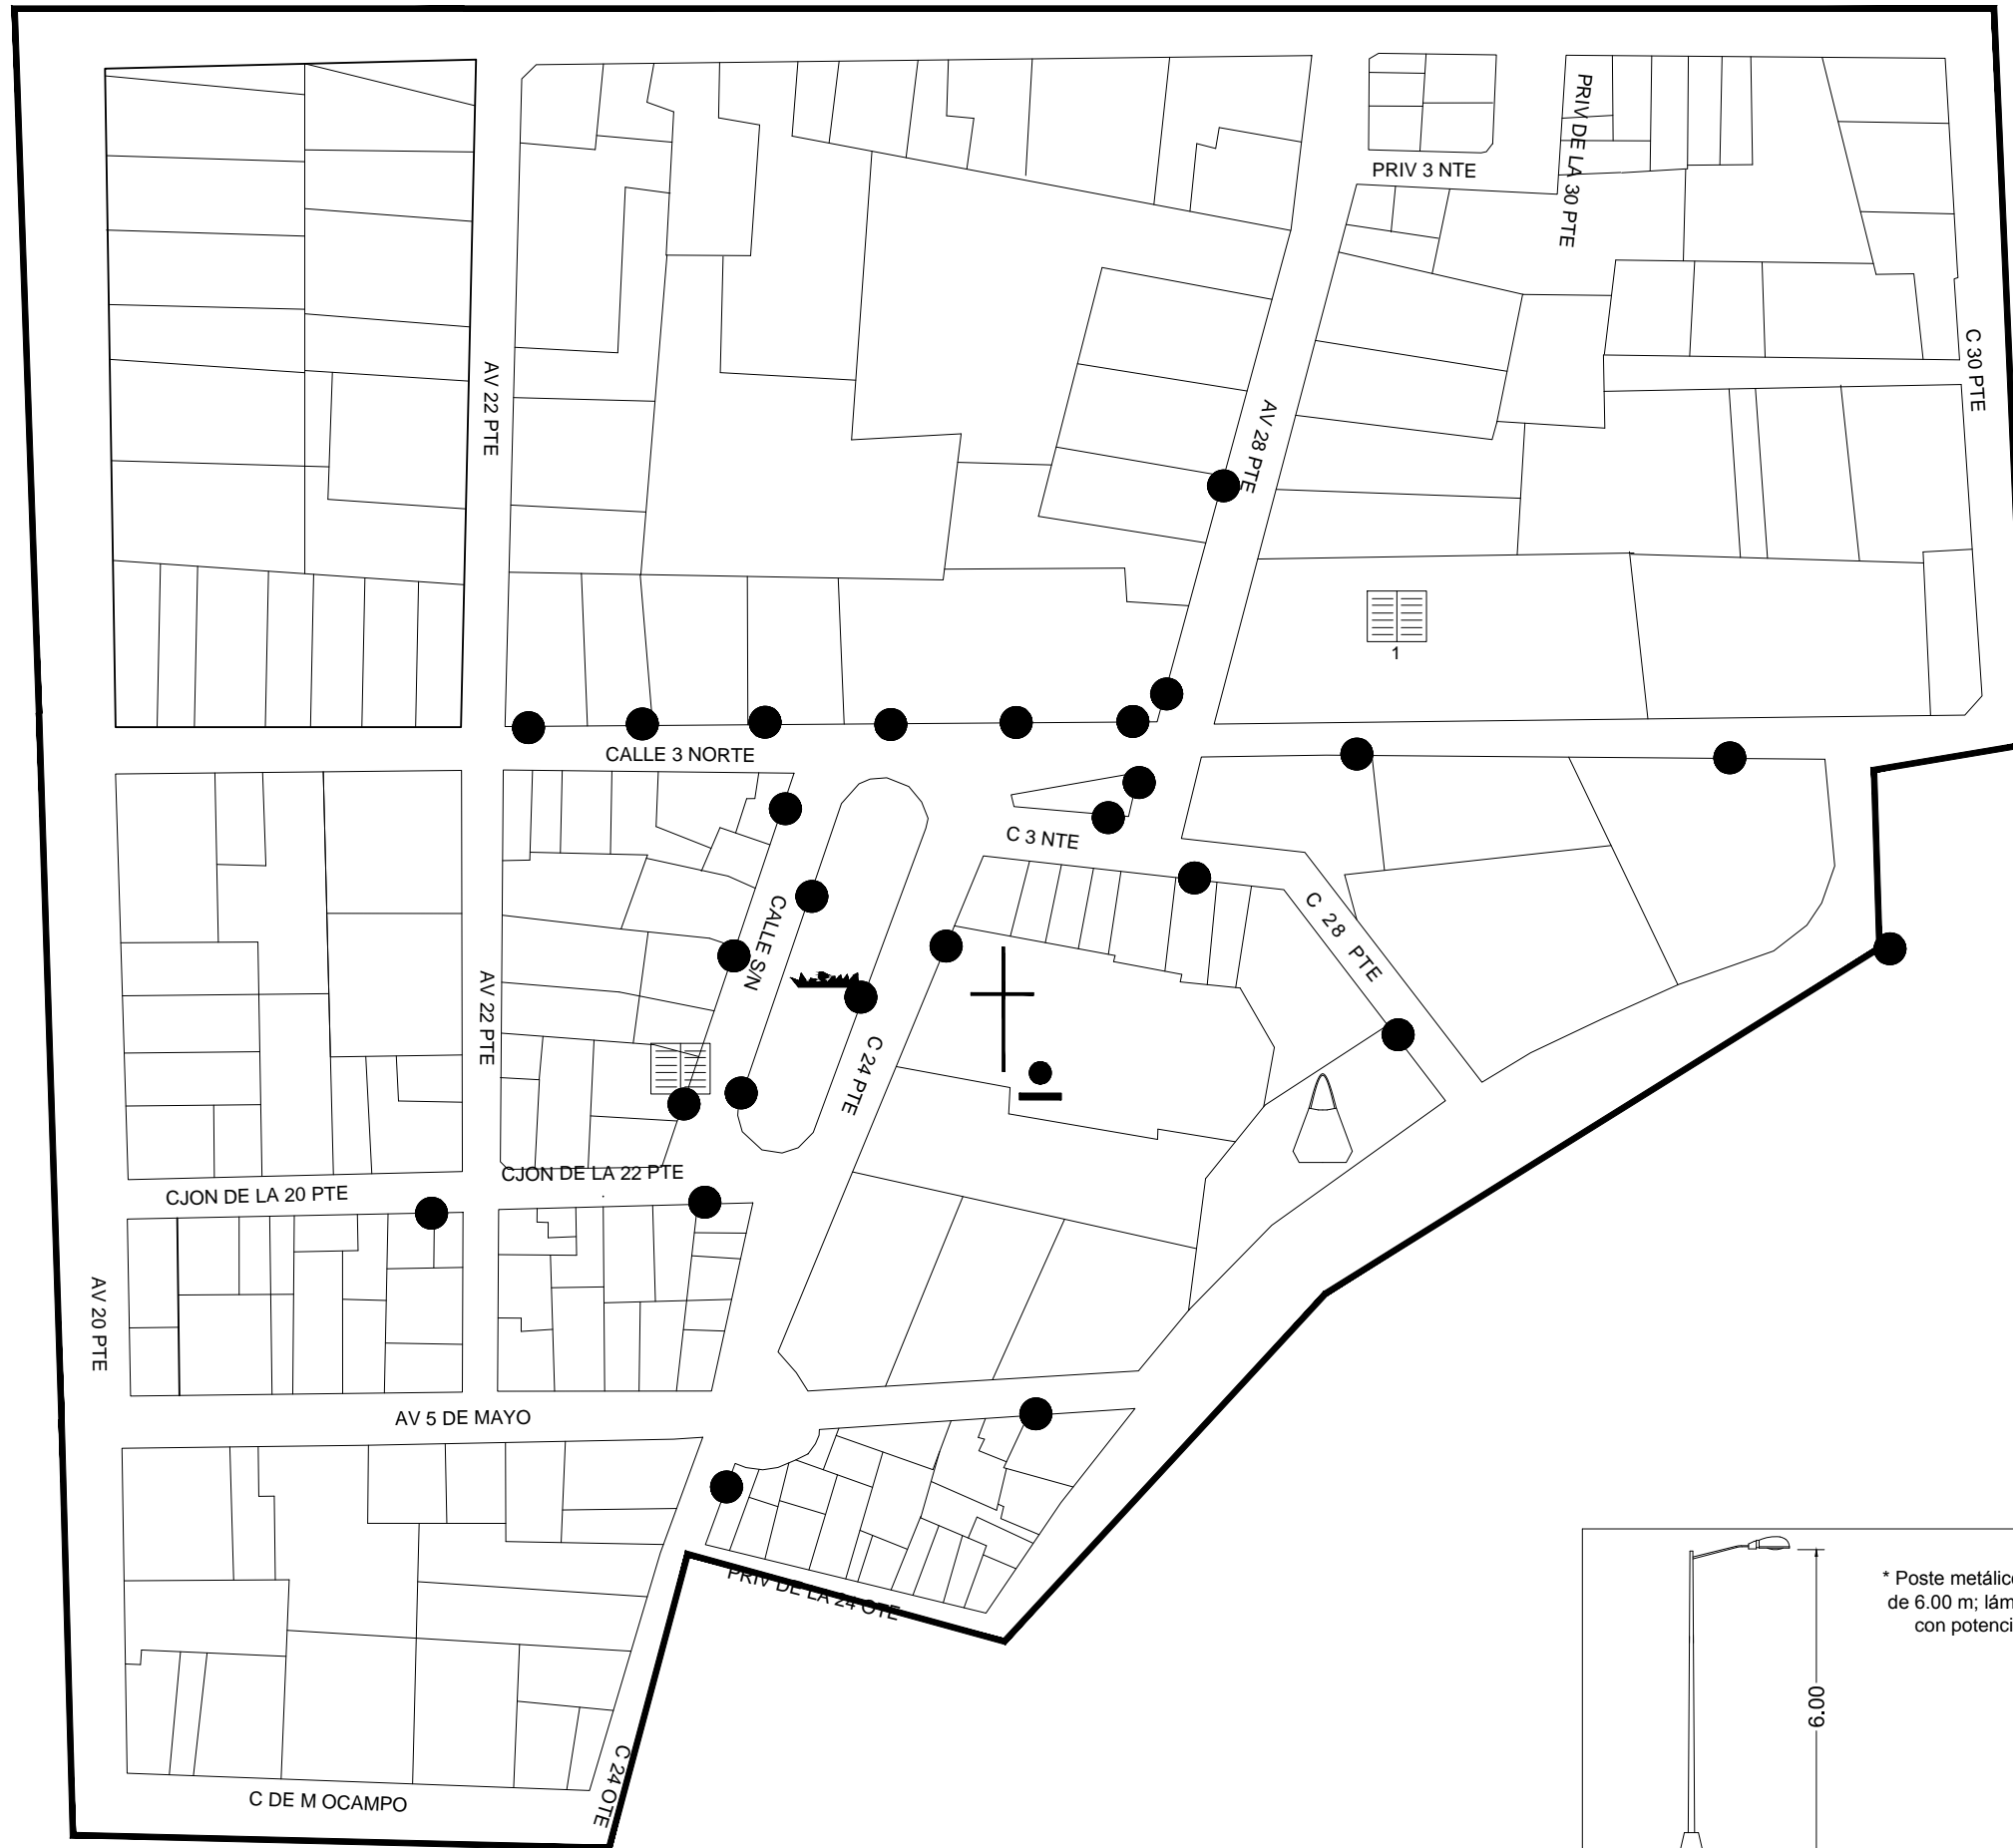 PRIV DE LA 30 PTE
PRIV 3 NTE
C 30 PTE
AV 22 PTE
AV 28 PTE
1
CALLE 3 NORTE
C 3 NTE
CALLE S/N
C 28 PTE
AV 22 PTE
C 24 PTE
CJON DE LA 22 PTE
CJON DE LA 20 PTE
AV 20 PTE
AV 5 DE MAYO
PRIV DE LA 24 OTE
* Poste metálico
de 6.00 m; lám
con potenci
6.00
C 24 OTE
C DE M OCAMPO